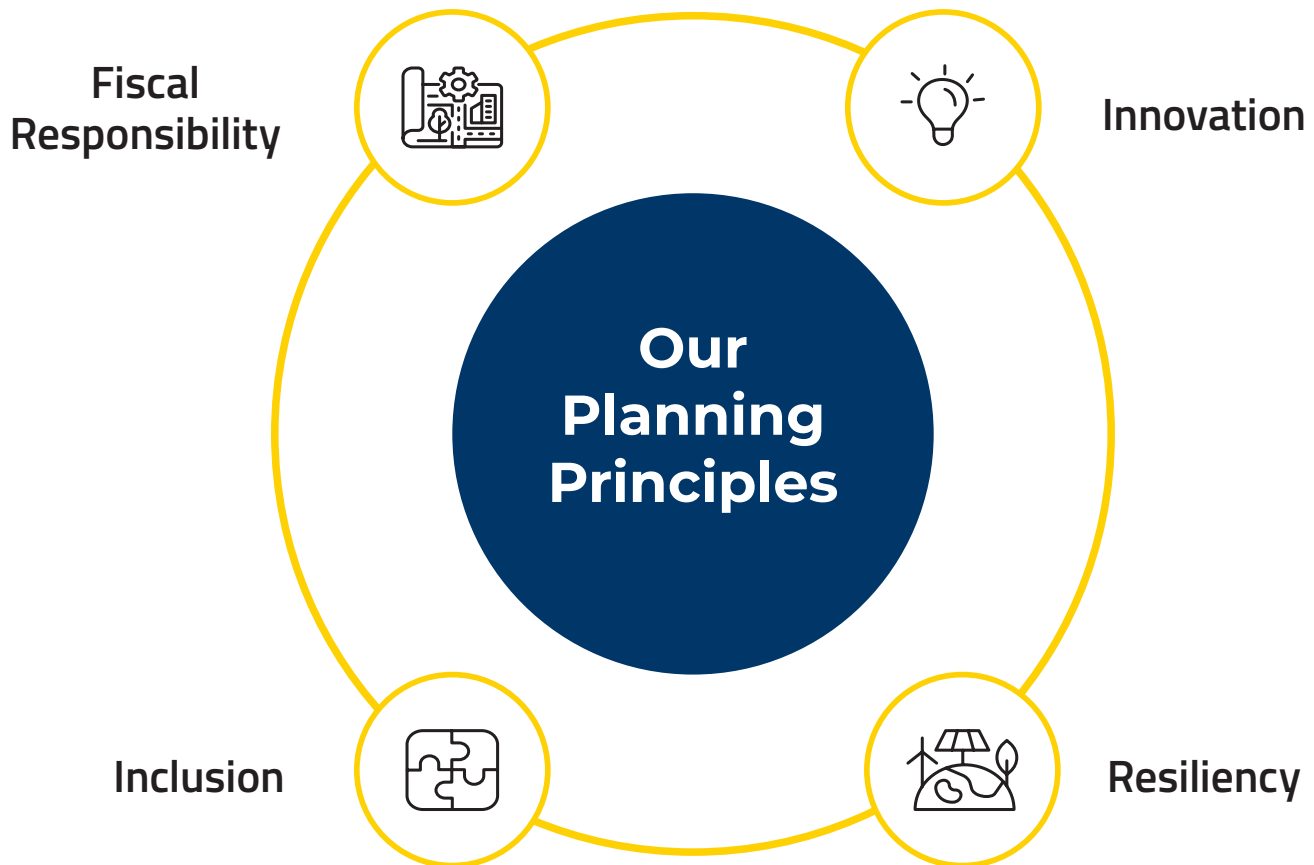 Fiscal
Responsibility
Innovation
Our
Planning
Principles
Inclusion
Resiliency